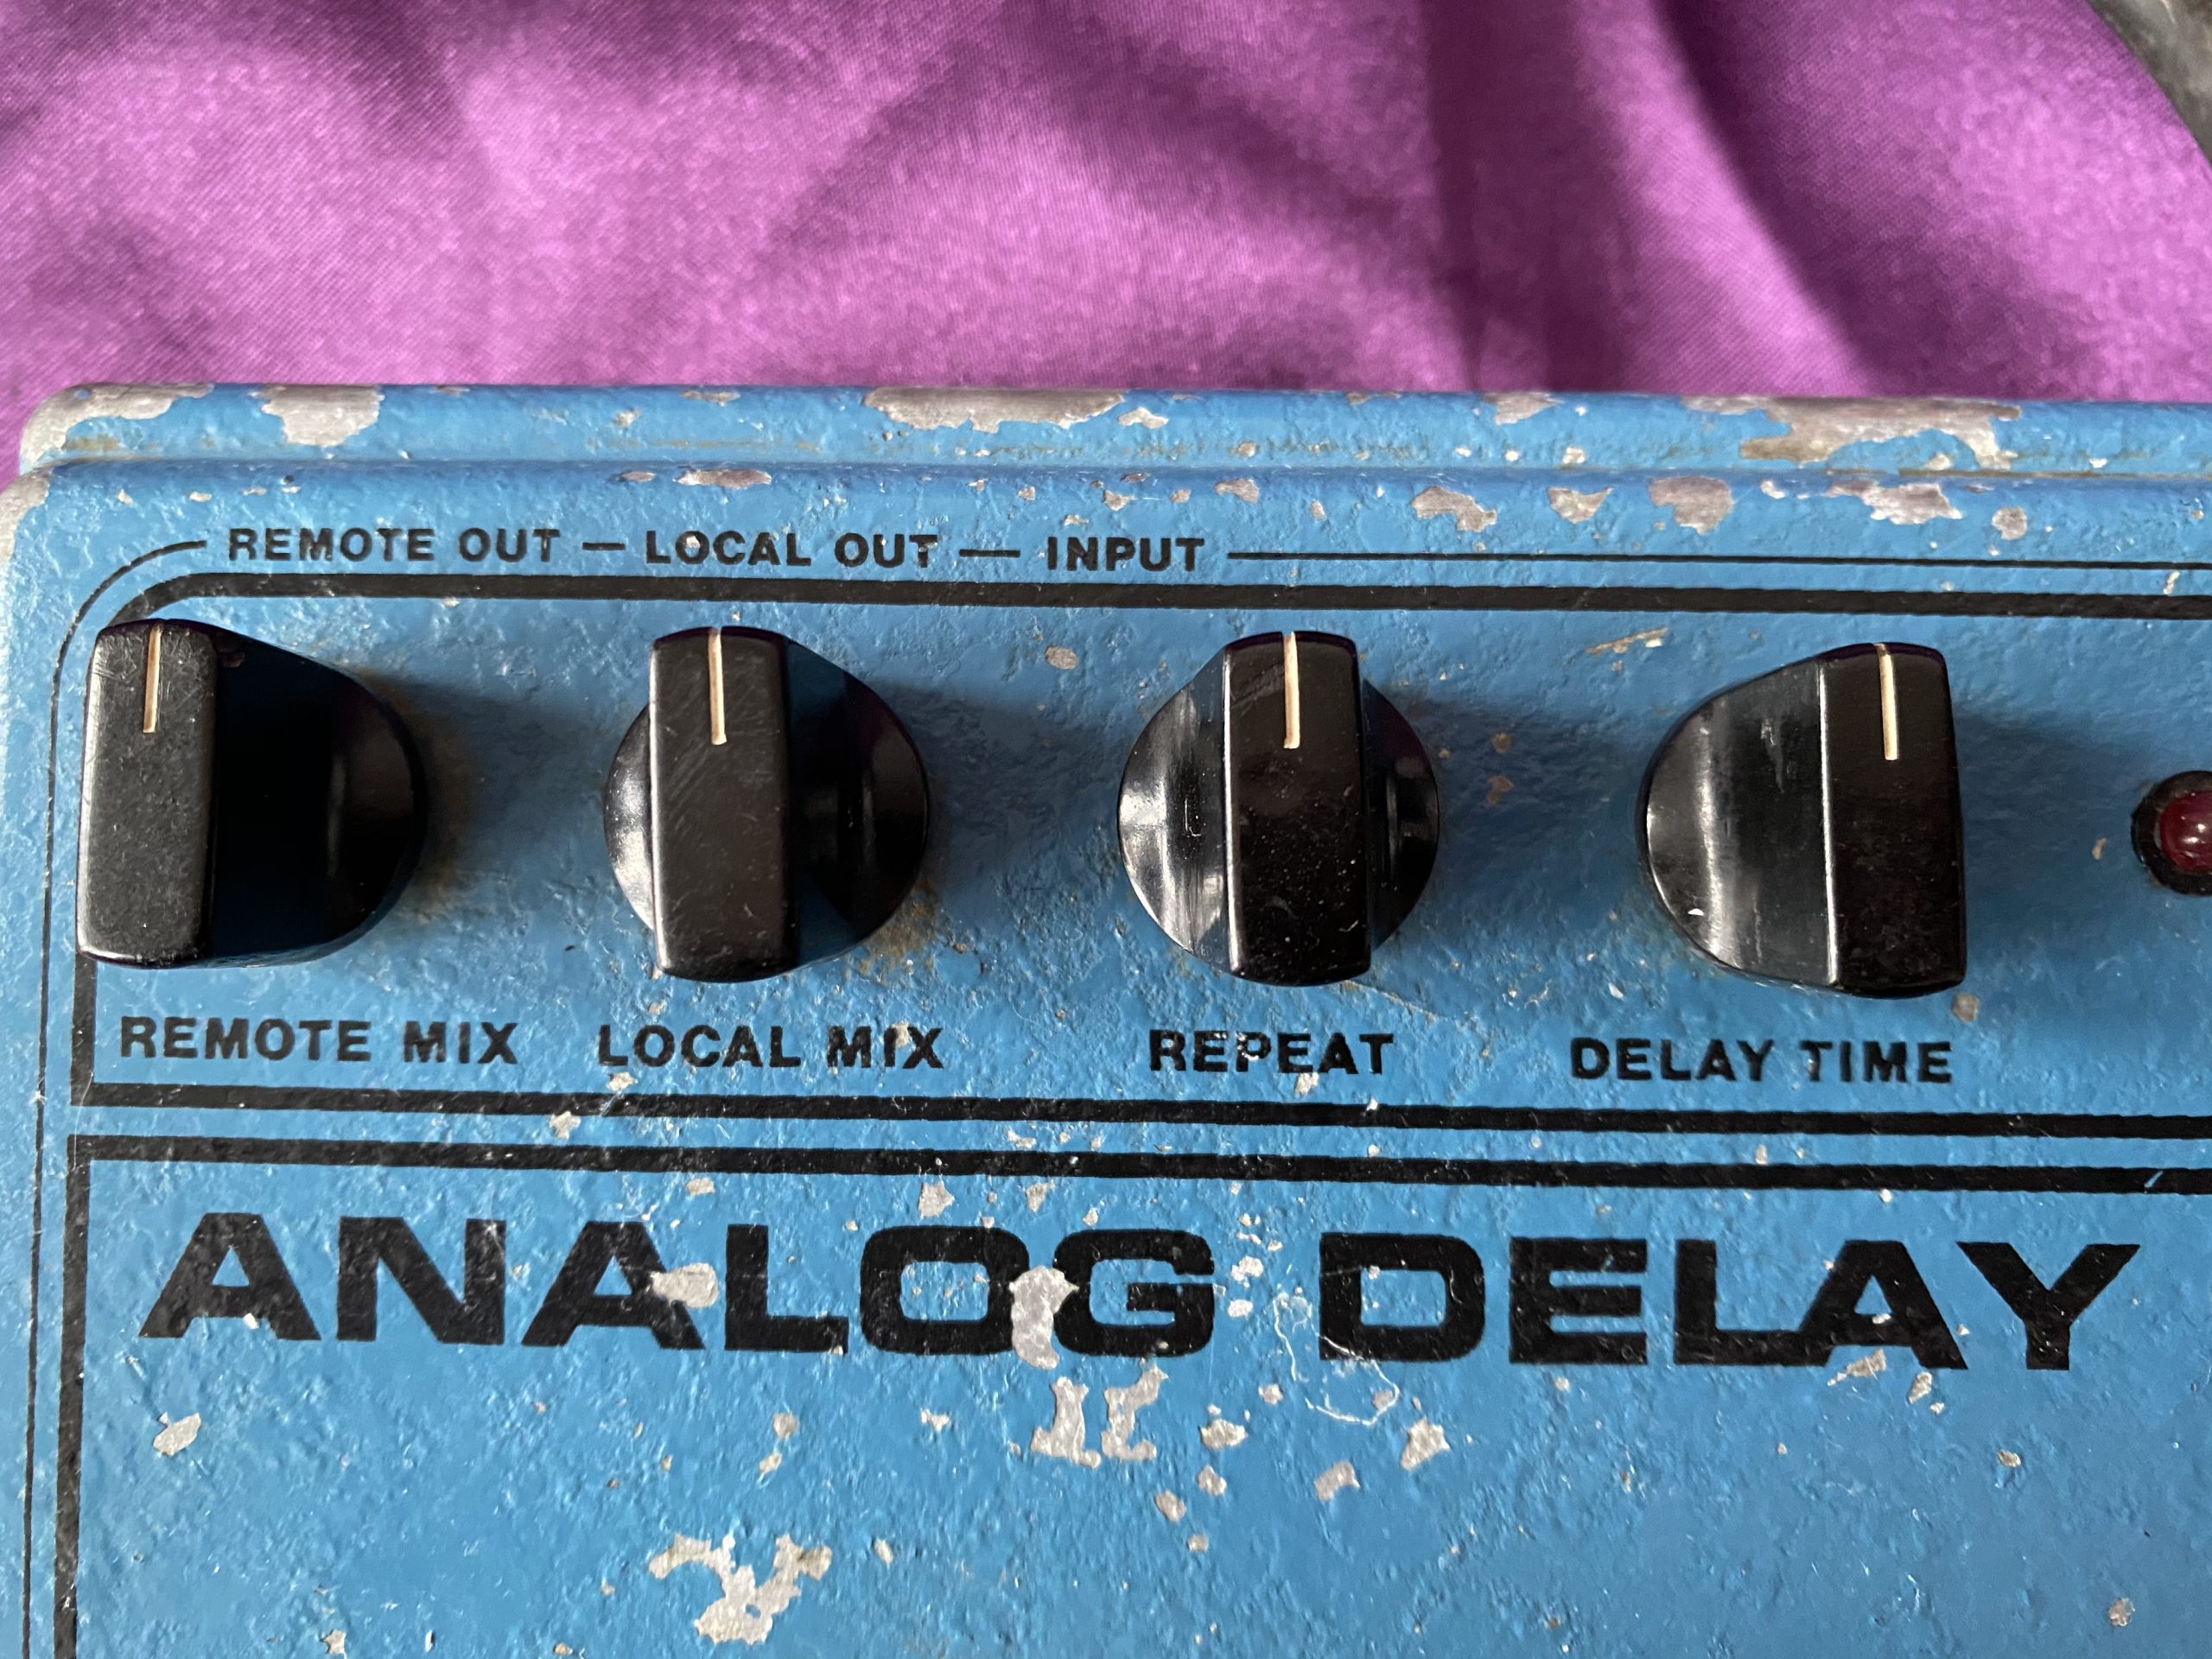 REMOTE OUT — LOCAL OUT — INPUT
REMOTE MIX LOCAL MIX REPEAT DELAY TIME
ANALOG DELAY